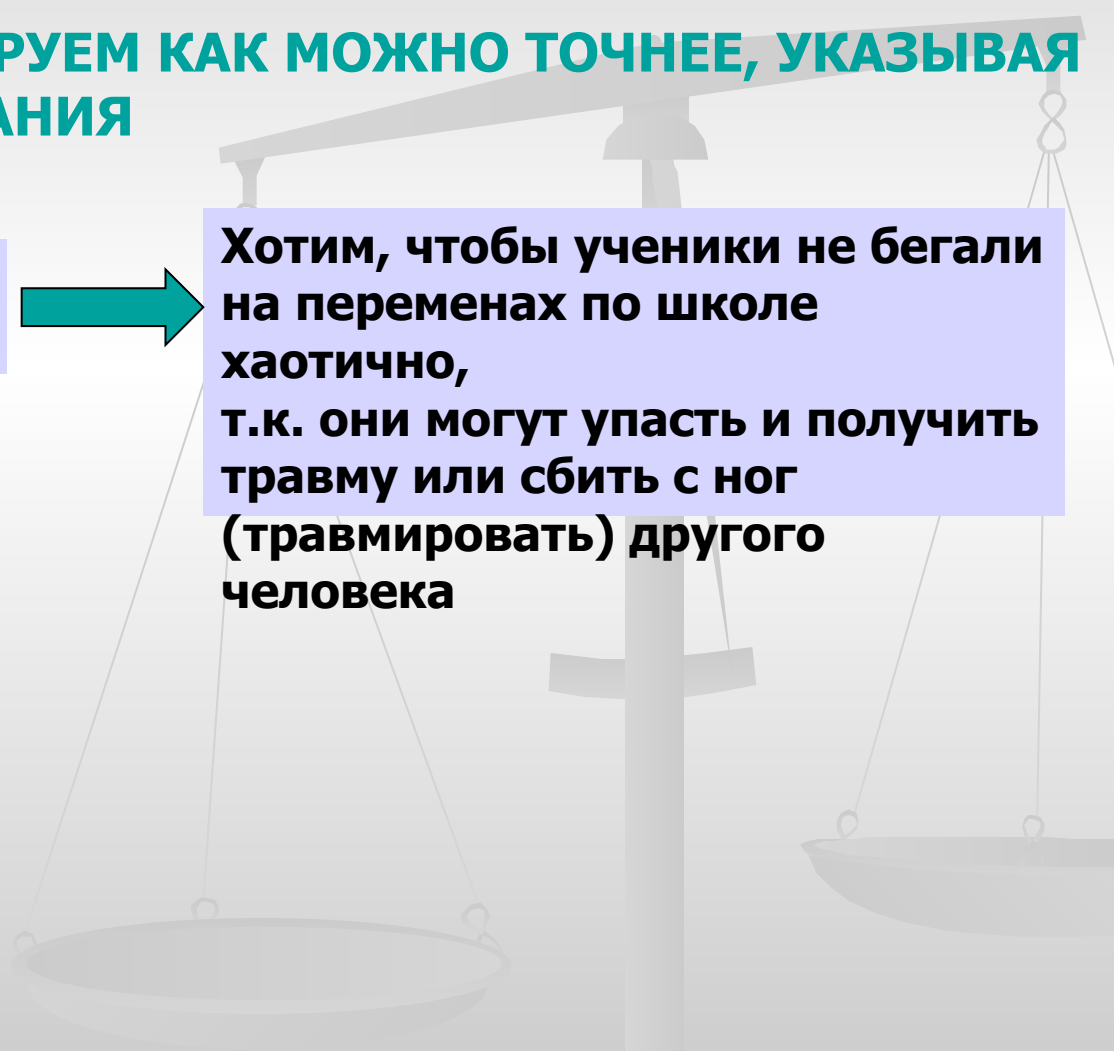 РУЕМ КАК МОЖНО ТОЧНЕЕ, УКАЗЫВАЯ
АНИЯ
Хотим, чтобы ученики не бегали
на переменах по школе
хаотично,
т.к. они могут упасть и получить
травму или сбить с ног
(травмировать) другого
человека